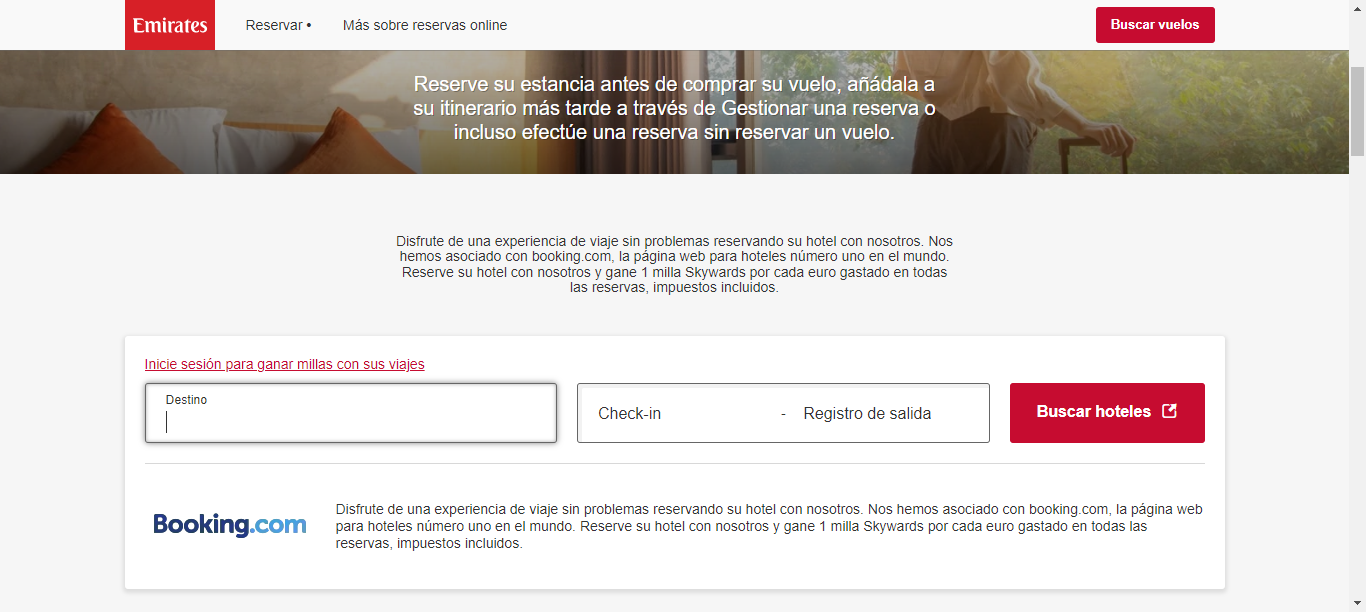 Emirates
Reservar •
Más sobre reservas online
Buscar vuelos
Reserve su estancia antes de comprar su vuelo, añádala a
su itinerario más tarde a través de Gestionar una reserva o
incluso efectúe una reserva sin reservar un vuelo.
Disfrute de una experiencia de viaje sin problemas reservando su hotel con nosotros. Nos
hemos asociado con booking.com, la página web para hoteles número uno en el mundo.
Reserve su hotel con nosotros y gane 1 milla Skywards por cada euro gastado en todas
las reservas, impuestos incluidos.
Inicie sesión para ganar millas con sus viajes
Destino
Check-in - Registro de salida
Buscar hoteles
Booking.com
Disfrute de una experiencia de viaje sin problemas reservando su hotel con nosotros. Nos hemos asociado con booking.com, la página web
para hoteles número uno en el mundo. Reserve su hotel con nosotros y gane 1 milla Skywards por cada euro gastado en todas las
reservas, impuestos incluidos.